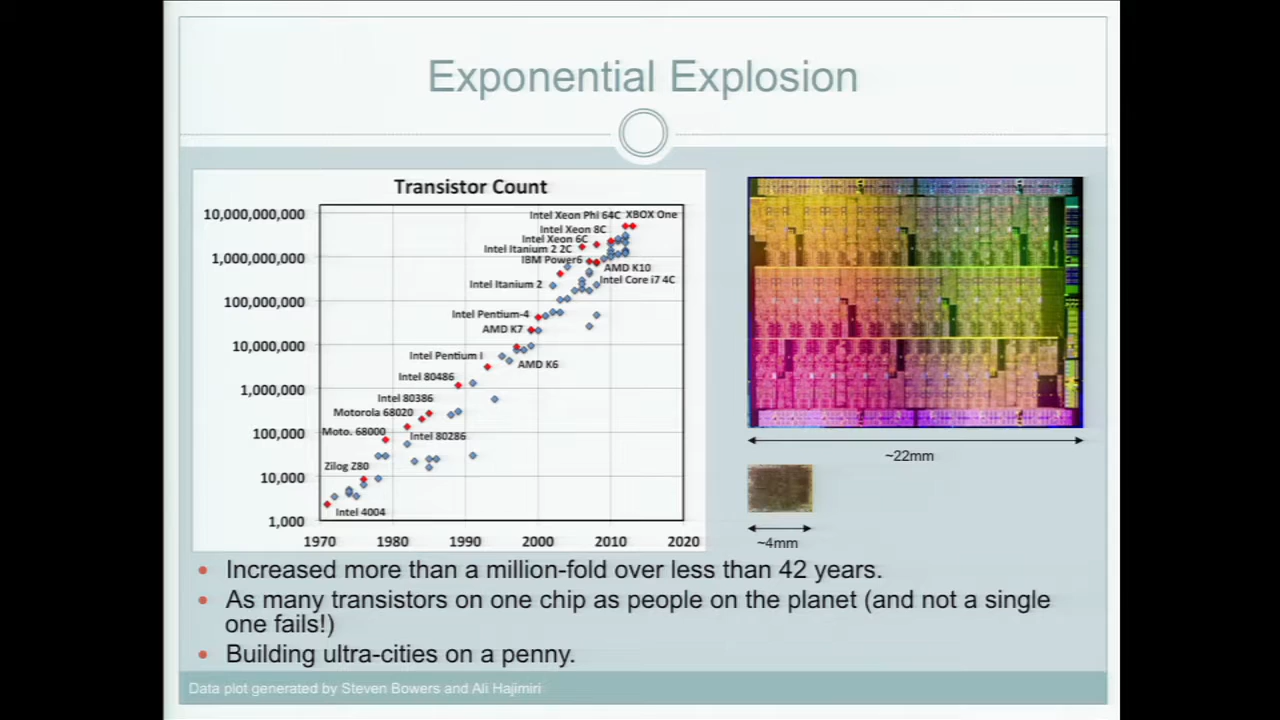 Exponential Explosion
Transistor Count
10,000,000,000
1,000,000,000
100,000,000
10,000,000
1,000,000
100,000
10,000
1,000
Intel Xeon Phi 64C
XBOX One
Intel Xeon 8C
Intel Xeon 6C
Intel Itanium 2 2C
IBM Power6
AMD K10
Intel Core i7 4C
Intel Itanium 2
Intel Pentium-4
AMD K7
Intel Pentium I
AMD K6
Intel 80486
Intel 80386
Motorola 68020
Moto. 68000
Intel 80286
Zilog Z80
Intel 4004
1970 1980 1990 2000 2010 2020
~22mm
~4mm
• Increased more than a million-fold over less than 42 years.
• As many transistors on one chip as people on the planet (and not a single
one fails!)
• Building ultra-cities on a penny.
Data plot generated by Steven Bowers and Ali Hajimiri